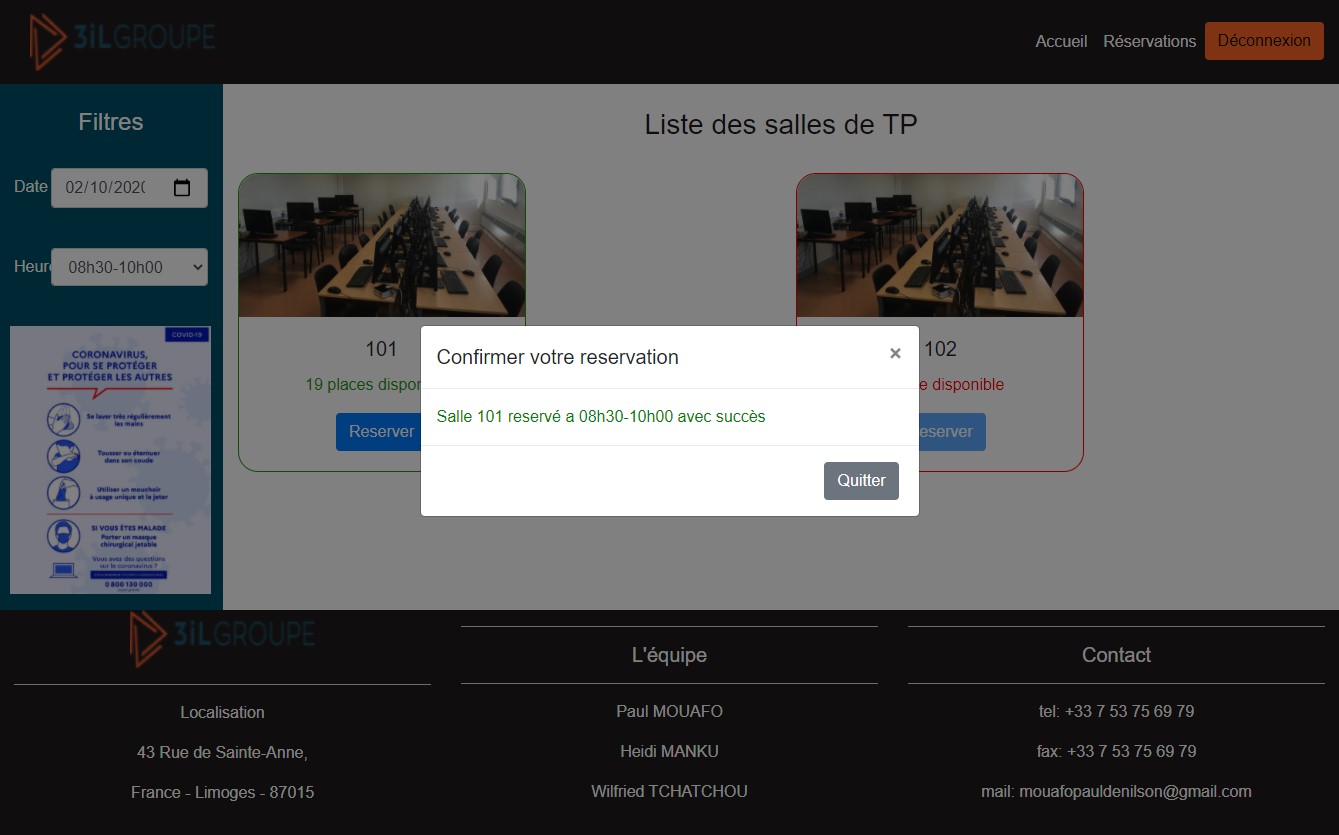 3iLGROUPE
Accueil Réservations Déconnexion
Filtres
Date 02/10/202
Heur 08h30-10h00
COVID-19
CORONAVIRUS,
POUR SE PROTÉGER
ET PROTÉGER LES AUTRES
Se laver très régulièrement
les mains
Tousser ou éternuer
dans son coude
Utiliser un mouchoir
à usage unique et le jeter
SI VOUS ÊTES MALADE
Porter un masque
chirurgical jetable
Vous avez des questions
sur le coronavirus ?
0 800 130 000
Liste des salles de TP
101
19 places dispo
Reserver
102
e disponible
eserver
Confirmer votre reservation ×
Salle 101 reservé a 08h30-10h00 avec succès
Quitter
3iLGROUPE
Localisation
43 Rue de Sainte-Anne,
France - Limoges - 87015
L'équipe
Paul MOUAFO
Heidi MANKU
Wilfried TCHATCHOU
Contact
tel: +33 7 53 75 69 79
fax: +33 7 53 75 69 79
mail: mouafopauldenilson@gmail.com